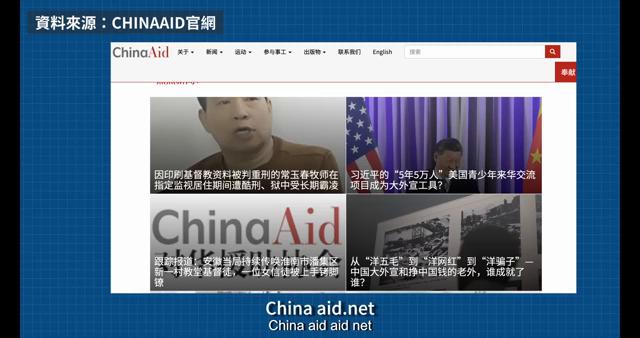 資料來源：CHINAAID官網
ChinaAid
关于 新闻 运动 参与事工 出版物 联系我们 English 搜索
奉献
因印刷基督教资料被判重刑的常玉春牧师在
指定监视居住期间遭酷刑、狱中受长期霸凌
习近平的“5年5万人”美国青少年来华交流
项目成为大外宣工具？
ChinaAid
跟踪报道：安徽当局持续传唤淮南市潘集区
新一村教堂基督徒，一位女信徒被上手铐脚
镣
从“洋五毛”到“洋网红”到“洋骗子”—
中国大外宣和挣中国钱的老外，谁成就了
谁？
China aid.net
China aid aid net